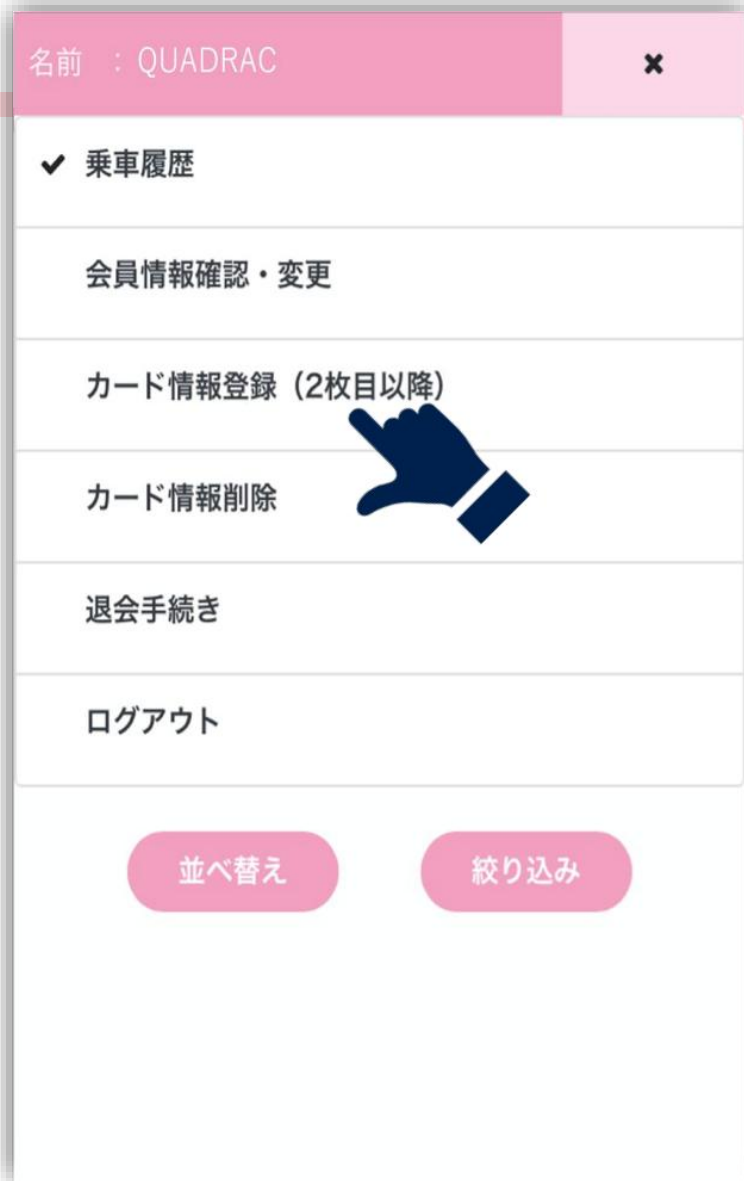 名前 : QUADRAC
乗車履歴
会員情報確認・変更
カード情報登録（2枚目以降）
カード情報削除
退会手続き
ログアウト
並べ替え
絞り込み